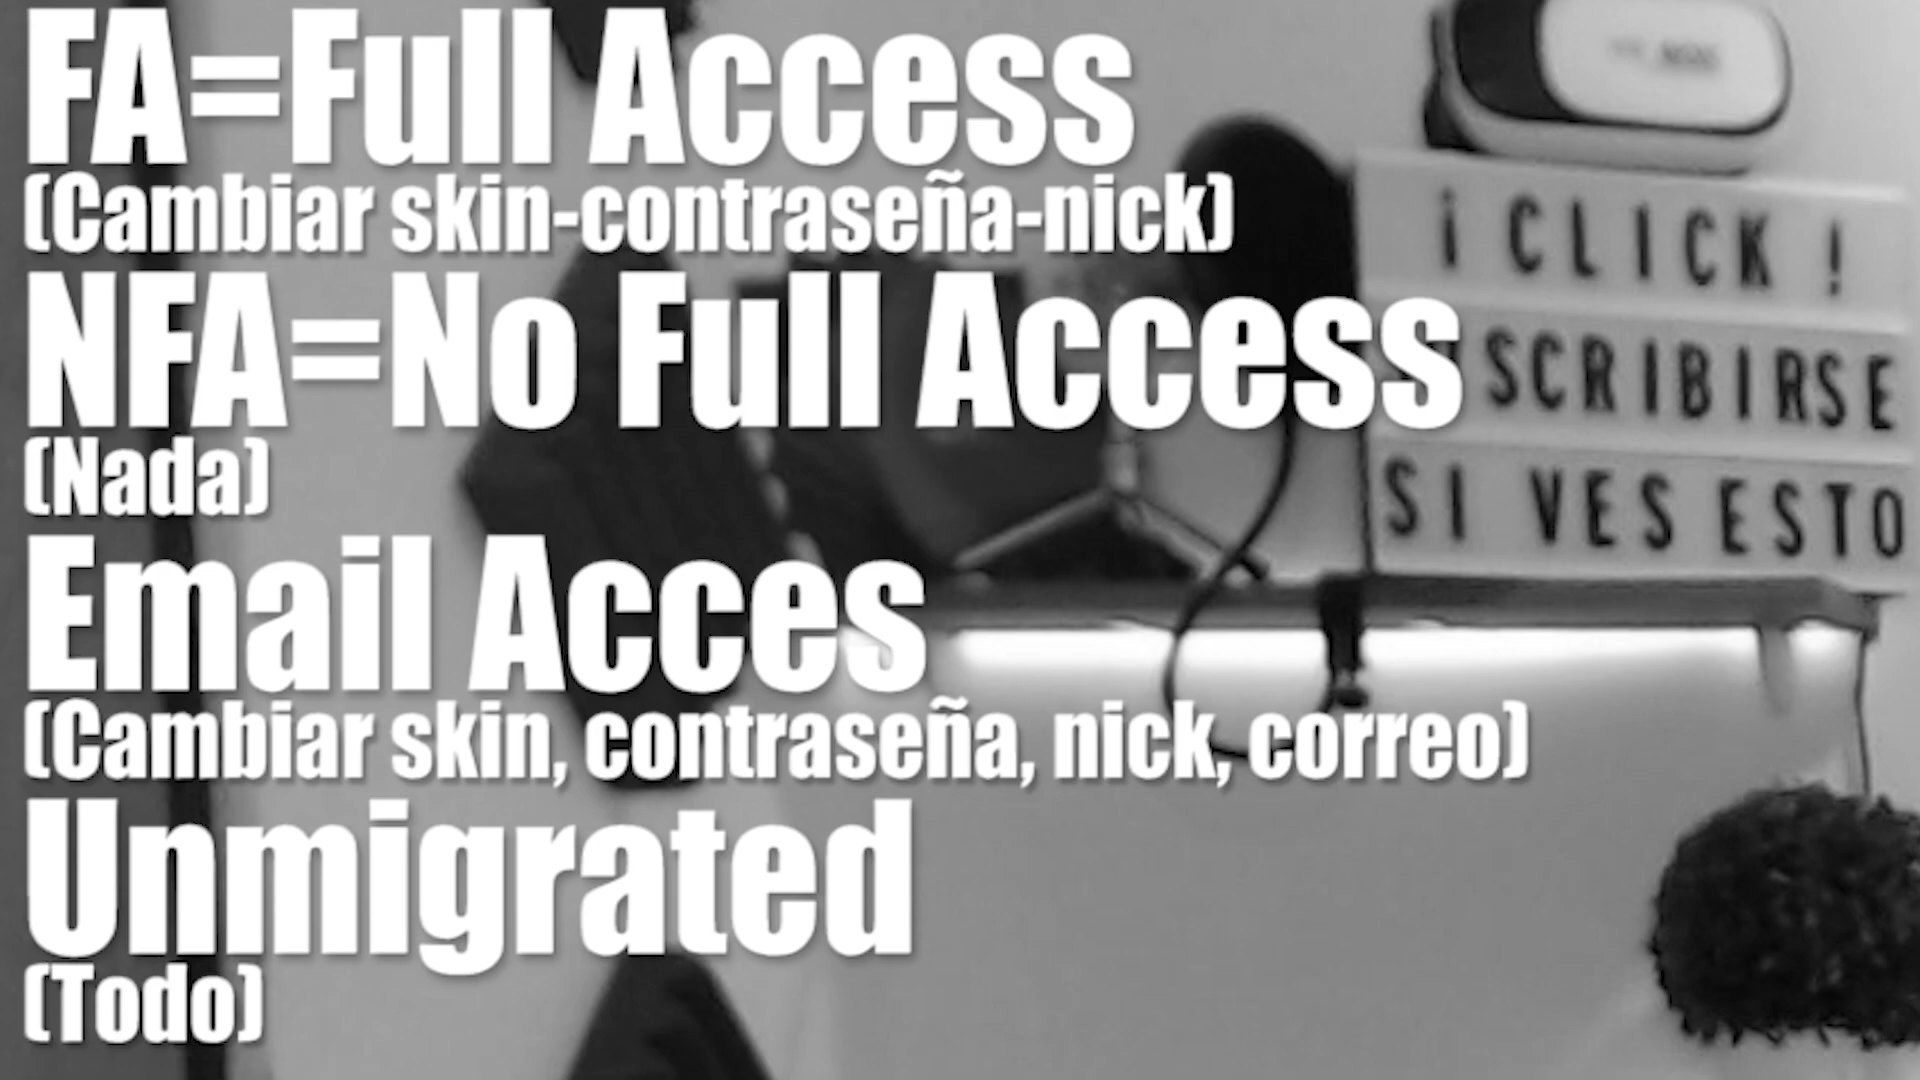 FA=Full Access
(Cambiar skin-contraseña-nick)
NFA=No Full Access
(Nada)
Email Acces
(Cambiar skin, contraseña, nick, correo)
Unmigrated
(Todo)
¡ CLICK !
SCRIBIRSE
SI VES ESTO